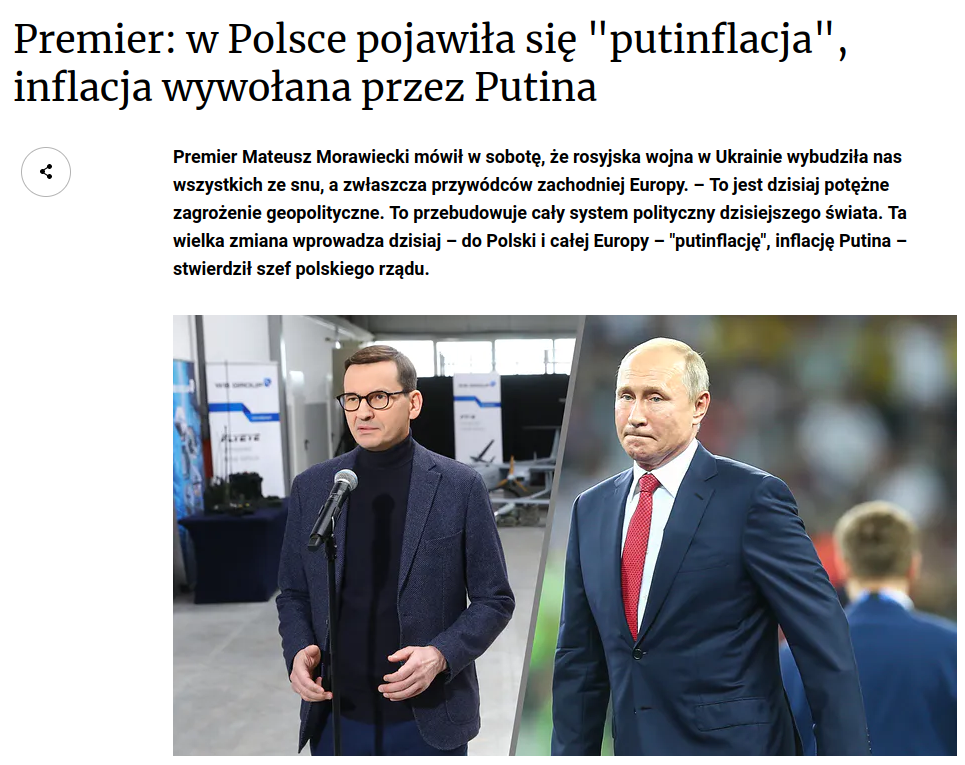 Premier: w Polsce pojawiła się "putinflacja",
inflacja wywołana przez Putina
Premier Mateusz Morawiecki mówił w sobotę, że rosyjska wojna w Ukrainie wybudziła nas
wszystkich ze snu, a zwłaszcza przywódców zachodniej Europy. – To jest dzisiaj potężne
zagrożenie geopolityczne. To przebudowuje cały system polityczny dzisiejszego świata. Ta
wielka zmiana wprowadza dzisiaj – do Polski i całej Europy – "putinflację", inflację Putina –
stwierdził szef polskiego rządu.
WB GROUP
FLYEYE
WB GROUP